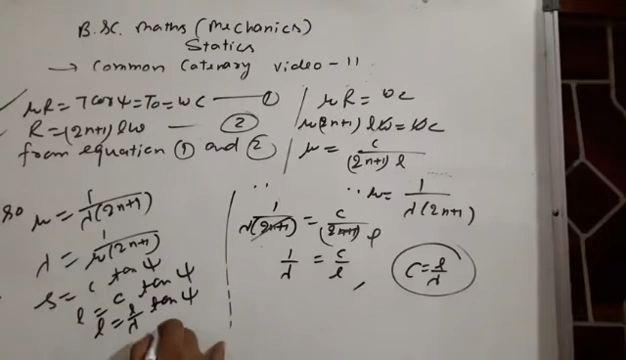 B.SC. Maths (Mechanics)
Statics
→ Common Catenary video - 11
μR = T cos ψ = T₀ = wc — ①
R = (2n+1) lw — ②
from equation ① and ②
μR = wc
μ(2n+1) lw = wc
μ = c/(2n+1) l
∵ μ = 1/λ(2n+1)
1/λ(2n+1) = c/(2n+1) l
1/λ = c/l ,
C = l/λ
so μ = 1/λ(2n+1)
λ = 1/μ(2n+1)
s = c tan ψ
l = c tan ψ
l = l/λ tan ψ